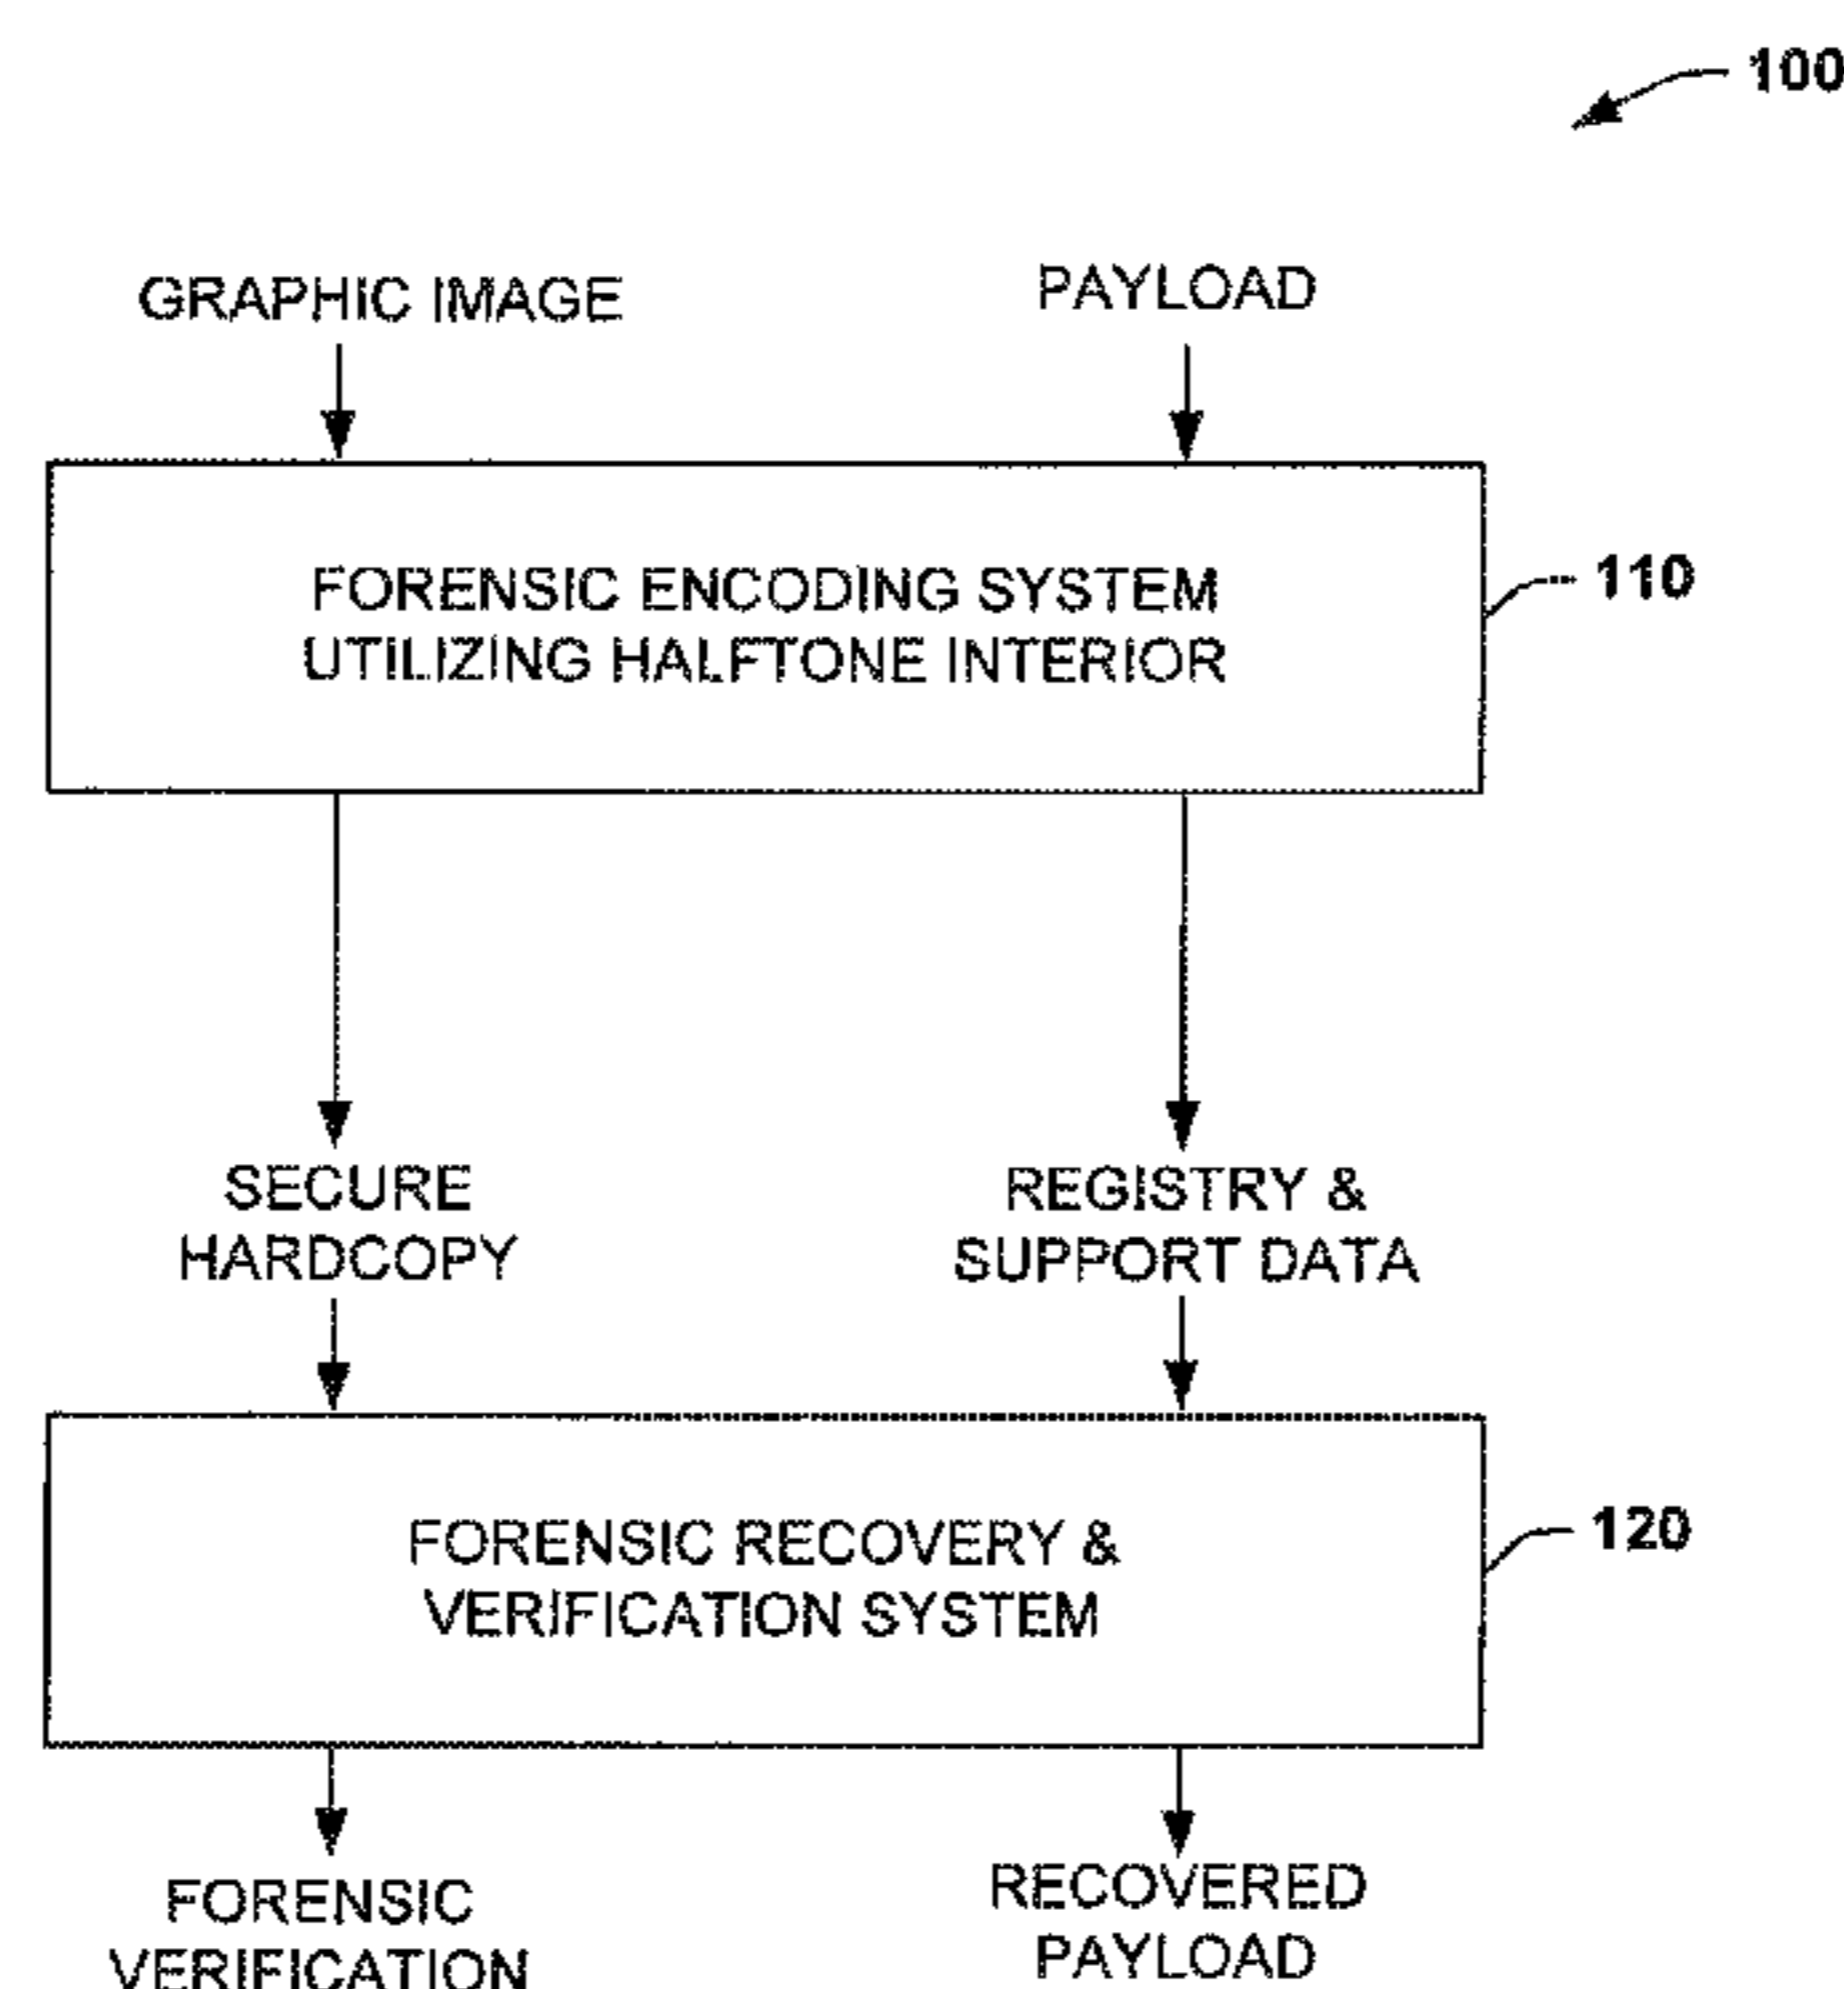 100
GRAPHIC IMAGE
PAYLOAD
FORENSIC ENCODING SYSTEM
UTILIZING HALFTONE INTERIOR
110
SECURE
HARDCOPY
REGISTRY &
SUPPORT DATA
FORENSIC RECOVERY &
VERIFICATION SYSTEM
120
FORENSIC
VERIFICATION
RECOVERED
PAYLOAD